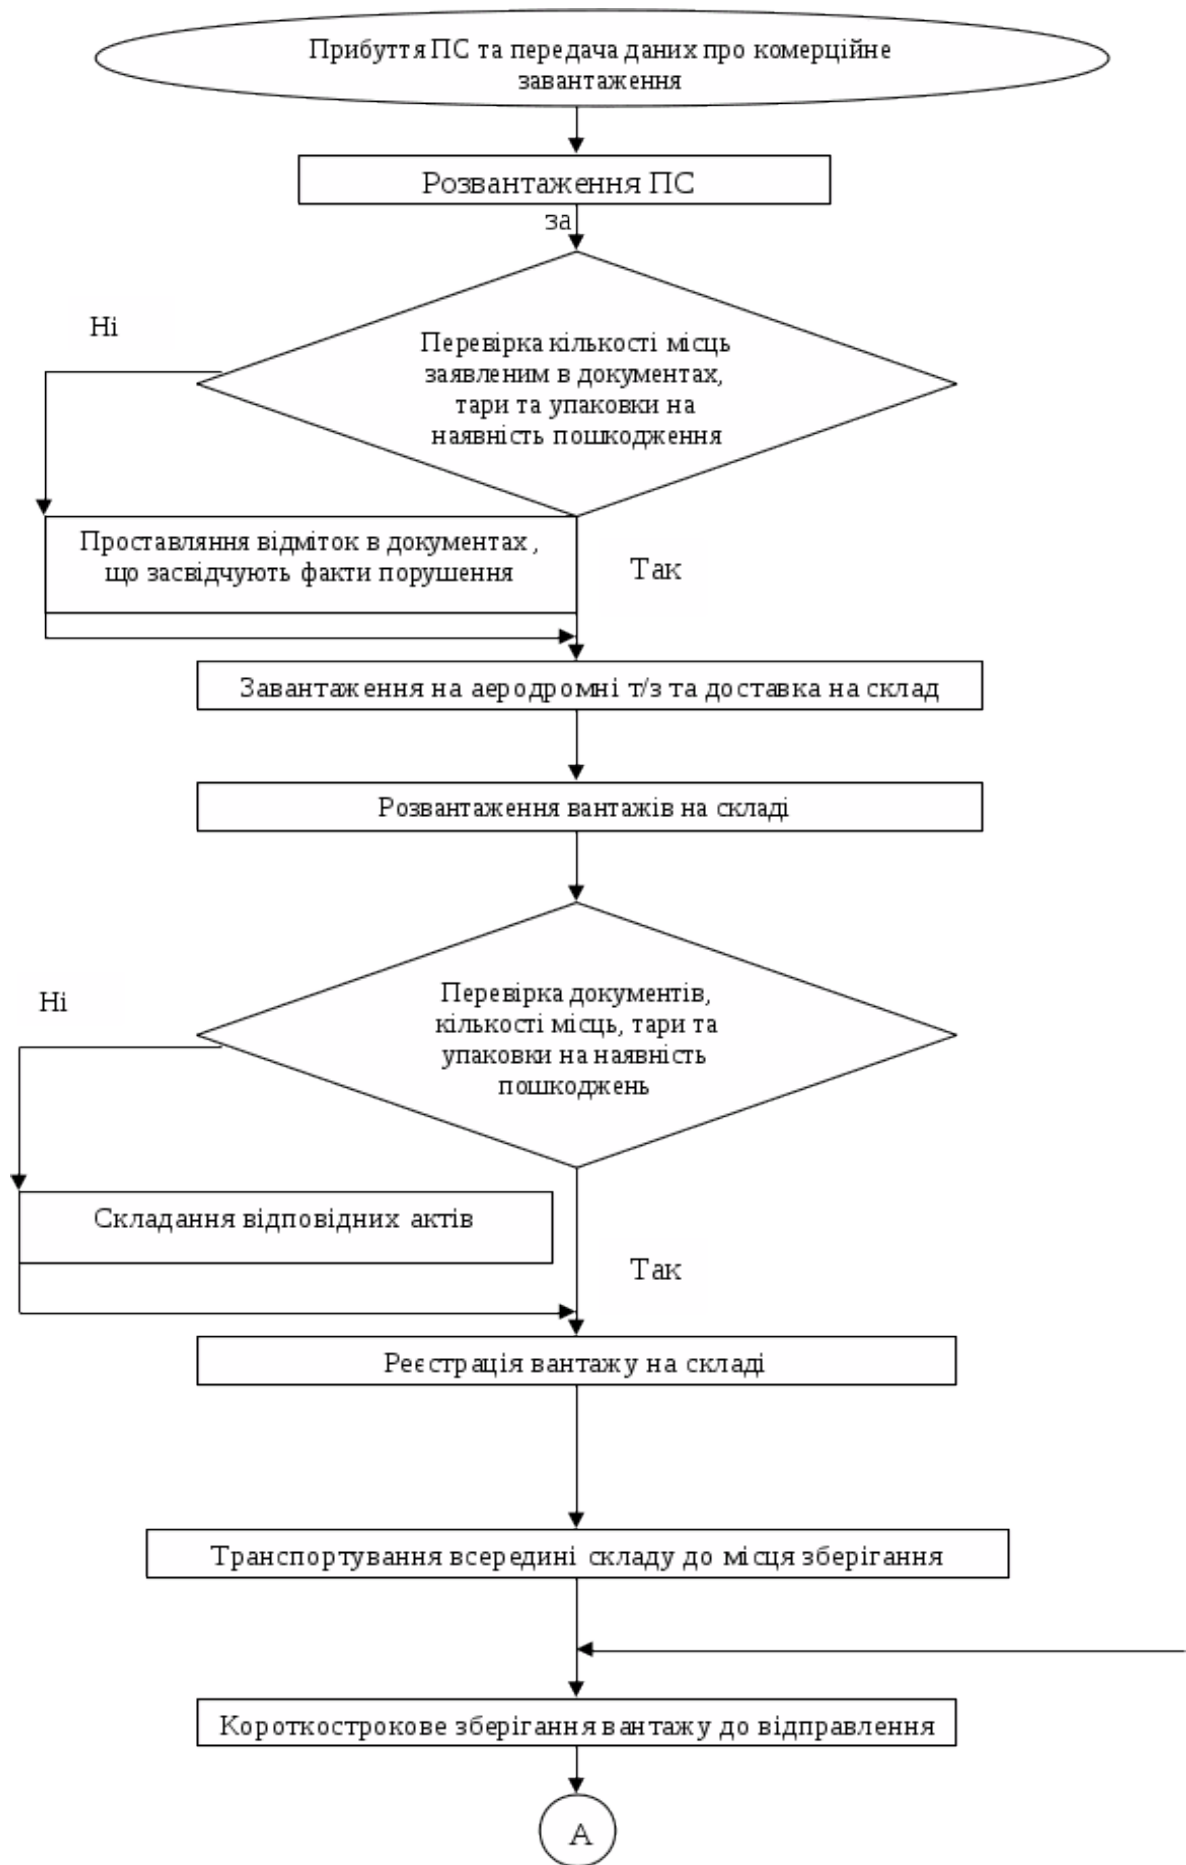 Прибуття ПС та передача даних про комерційне
завантаження
Розвантаження ПС
за
Ні
Перевірка кількості місць
заявленим в документах,
тари та упаковки на
наявність пошкодження
Проставляння відміток в документах,
що засвідчують факти порушення
Так
Завантаження на аеродромні т/з та доставка на склад
Розвантаження вантажів на складі
Ні
Перевірка документів,
кількості місць, тари та
упаковки на наявність
пошкоджень
Складання відповідних актів
Так
Реєстрація вантажу на складі
Транспортування всередині складу до місця зберігання
Короткострокове зберігання вантажу до відправлення
А